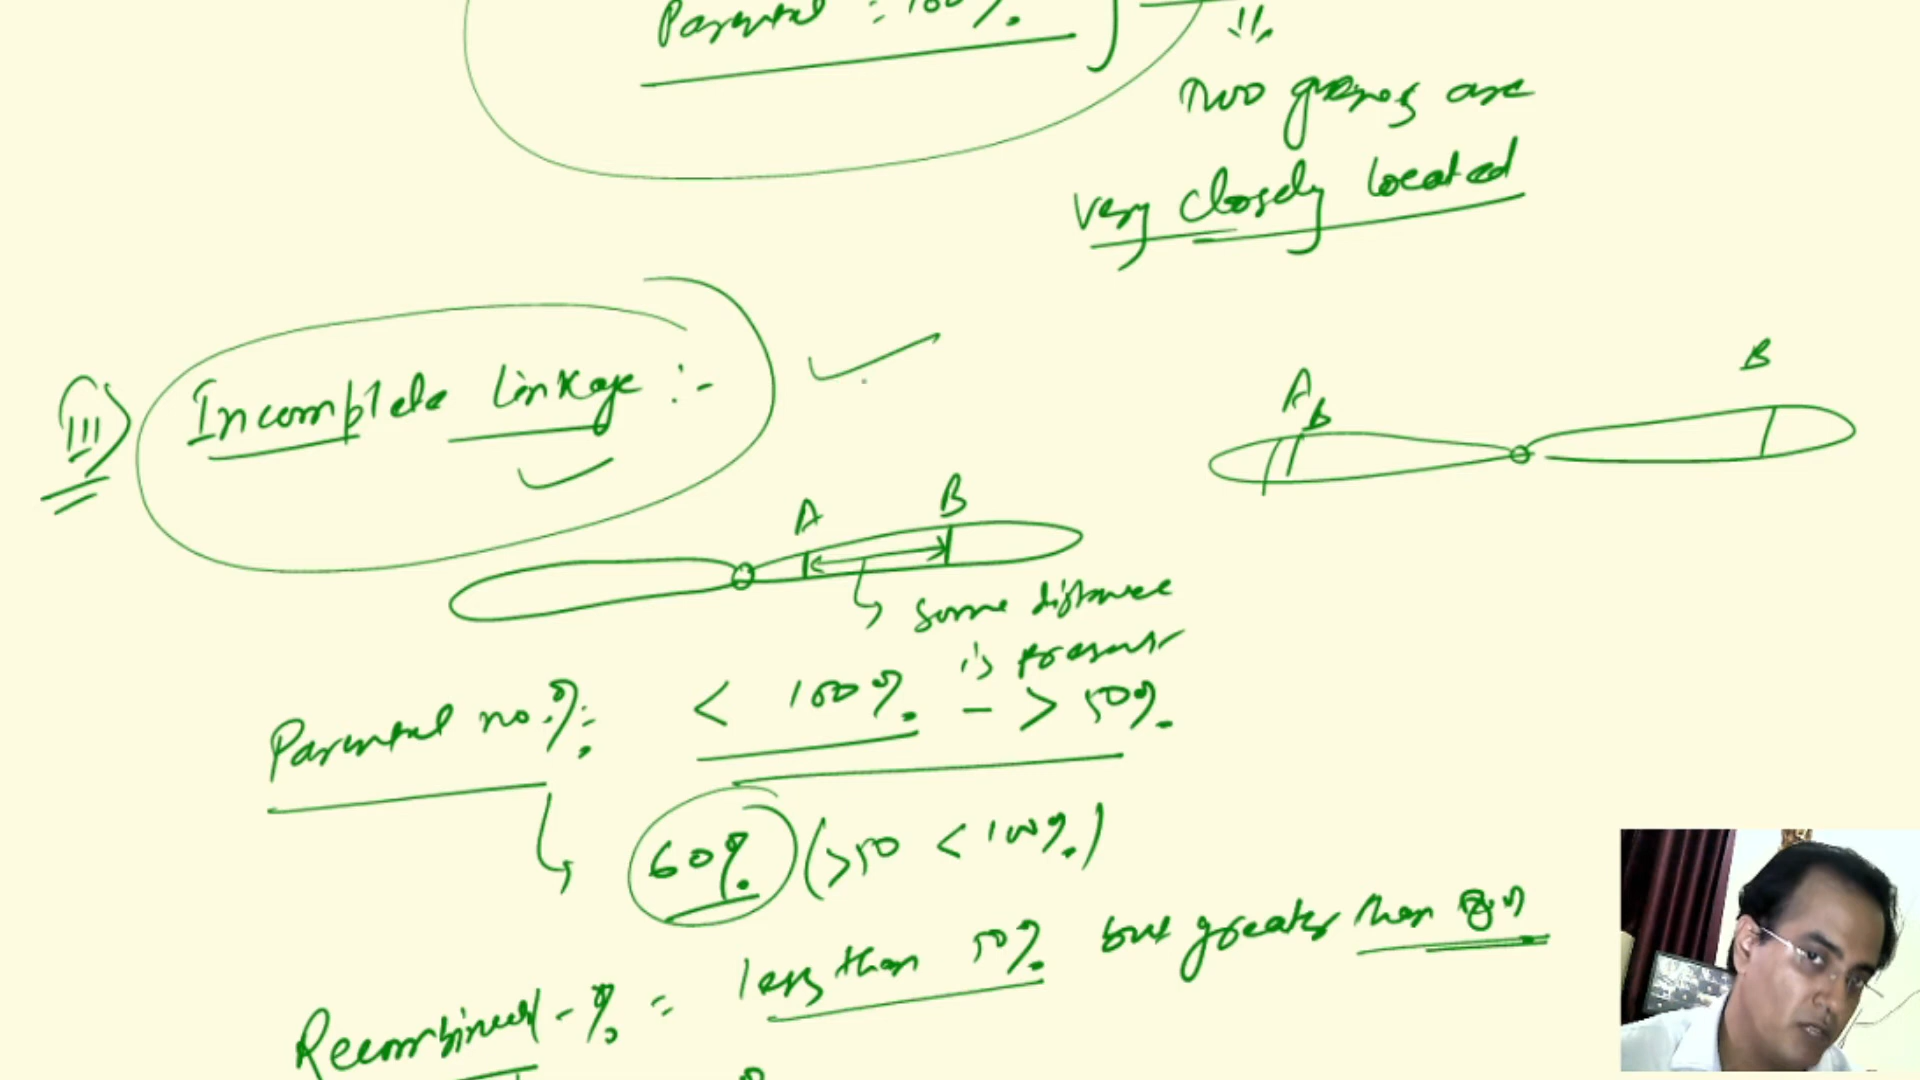 Parental = 100%.
Two genes are
very closely located
III) Incomplete Linkage :-
A B
A B B
some distance
is present
Parental no.%: < 100%. - > 50%.
60%. (>50 < 100%.)
less than 50%. but greater than 0%
Recombined - % =